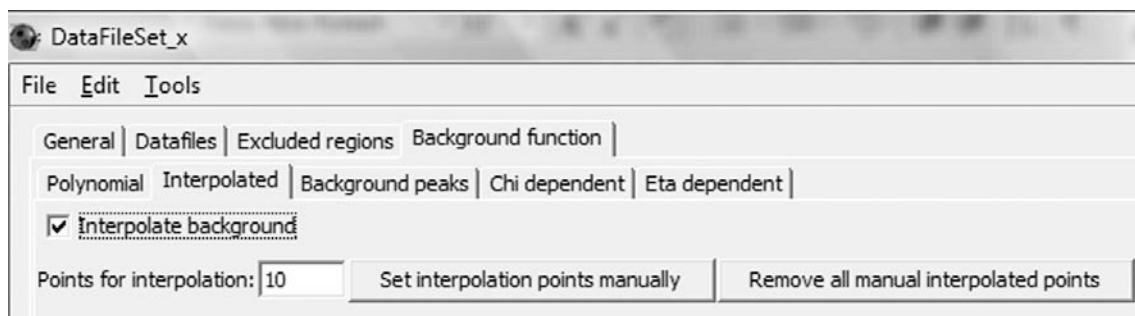 DataFileSet_x
File Edit Tools
General Datafiles Excluded regions Background function
Polynomial Interpolated Background peaks Chi dependent Eta dependent
Interpolate background
Points for interpolation: 10 Set interpolation points manually Remove all manual interpolated points